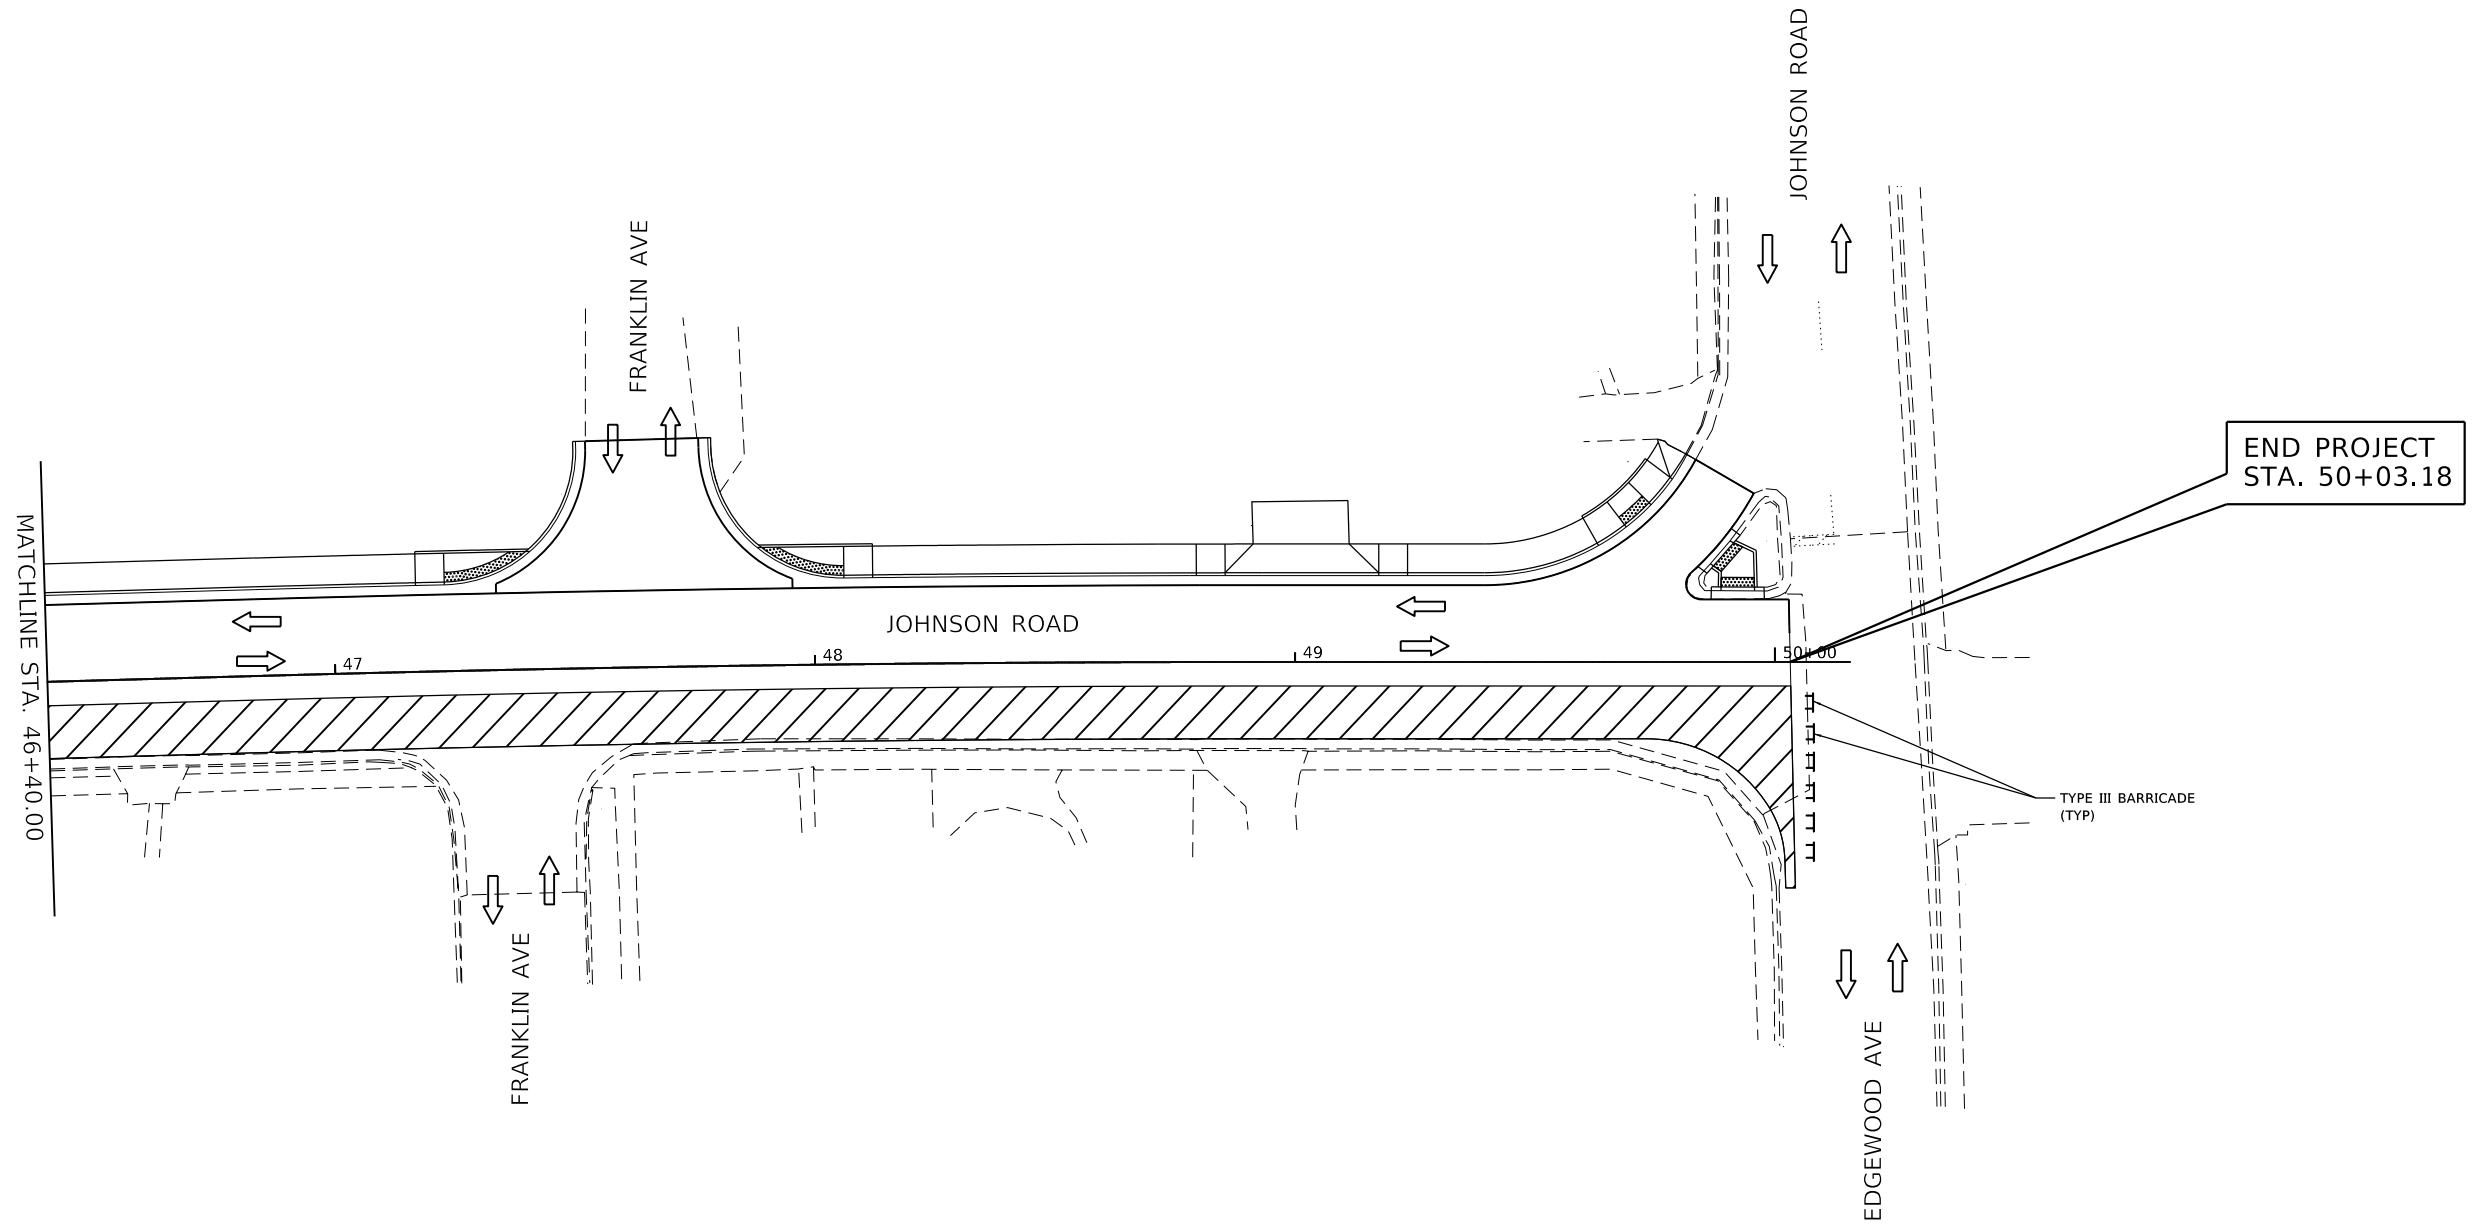 JOHNSON ROAD
FRANKLIN AVE
END PROJECT
STA. 50+03.18
MATCHLINE STA. 46+40.00
JOHNSON ROAD
47
48
49
50+00
TYPE III BARRICADE
(TYP)
FRANKLIN AVE
EDGEWOOD AVE